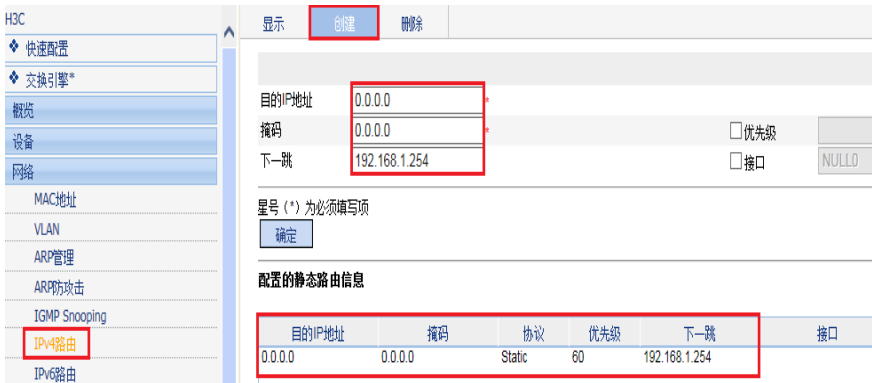 H3C
快速配置
交换引擎*
概览
设备
网络
MAC地址
VLAN
ARP管理
ARP防攻击
IGMP Snooping
IPv4路由
IPv6路由
显示 创建 删除
目的IP地址 0.0.0.0 *
掩码 0.0.0.0 * 优先级
下一跳 192.168.1.254 接口 NULL0
星号 (*) 为必须填写项
确定
配置的静态路由信息
目的IP地址 掩码 协议 优先级 下一跳 接口
0.0.0.0 0.0.0.0 Static 60 192.168.1.254